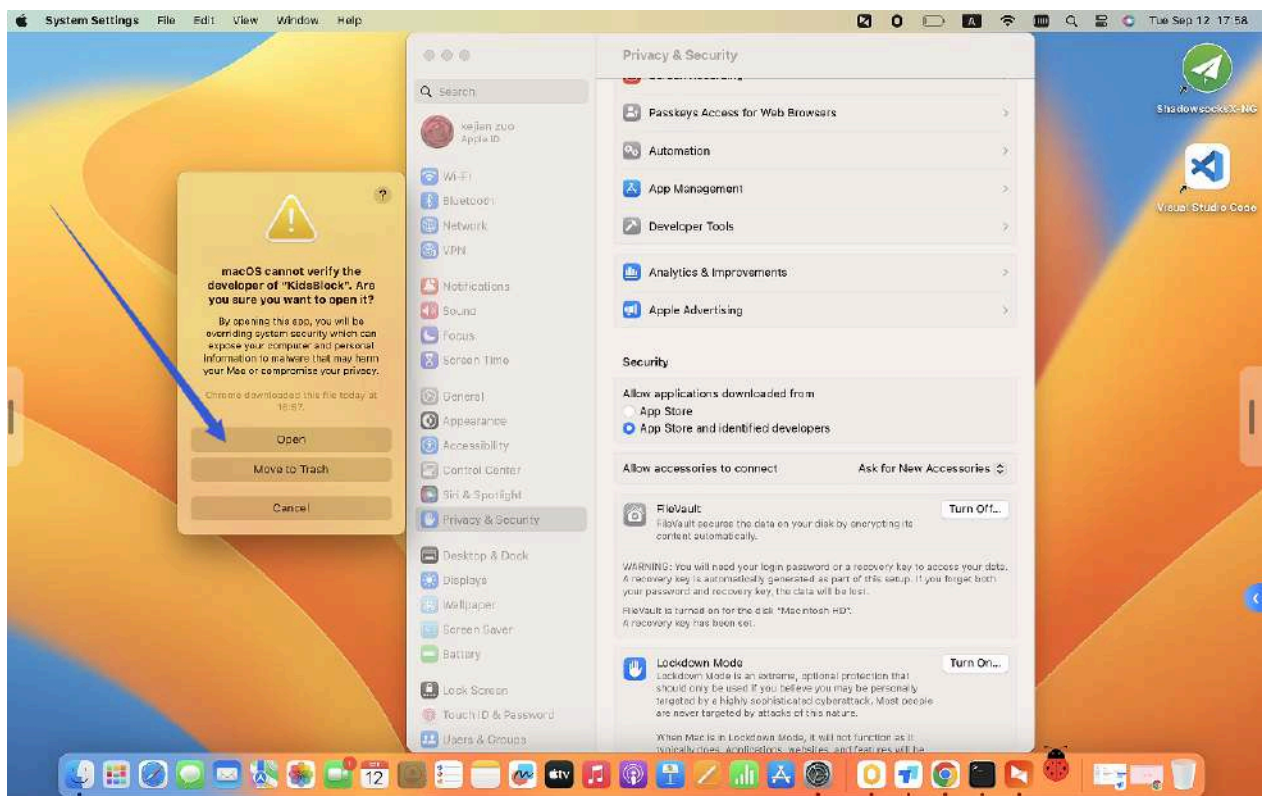 System Settings File Edit View Window Help
A
Tue Sep 12 17:58
ShadowsocksX-NG
Visual Studio Code
?
macOS cannot verify the
developer of "KidsBlock". Are
you sure you want to open it?
By opening this app, you will be
overriding system security which can
expose your computer and personal
information to malware that may harm
your Mac or compromise your privacy.
Chrome downloaded this file today at
Open
Move to Trash
Cancel
Search
xejian zuo
Apple ID
Wi-Fi
Bluetooth
Network
VPN
Notifications
Sound
Focus
Screen Time
General
Appearance
Accessibility
Control Center
Siri & Spotlight
Privacy & Security
Desktop & Dock
Displays
Wallpaper
Screen Saver
Battery
Lock Screen
Touch ID & Password
Users & Groups
Privacy & Security
Screen Recording
Passkeys Access for Web Browsers
Automation
App Management
Developer Tools
Analytics & Improvements
Apple Advertising
Security
Allow applications downloaded from
App Store
App Store and identified developers
Allow accessories to connect Ask for New Accessories
FileVault Turn Off...
FileVault secures the data on your disk by encrypting its
content automatically.
WARNING: You will need your login password or a recovery key to access your data.
A recovery key is automatically generated as part of this setup. If you forget both
your password and recovery key, the data will be lost.
FileVault is turned on for the disk "Macintosh HD".
A recovery key has been set.
Lockdown Mode Turn On...
Lockdown Mode is an extreme, optional protection that
should only be used if you believe you may be personally
targeted by a highly sophisticated cyberattack. Most people
are never targeted by attacks of this nature.
When Mac is in Lockdown Mode, it will not function as it
typically does. Applications, websites, and features will be
12
tv